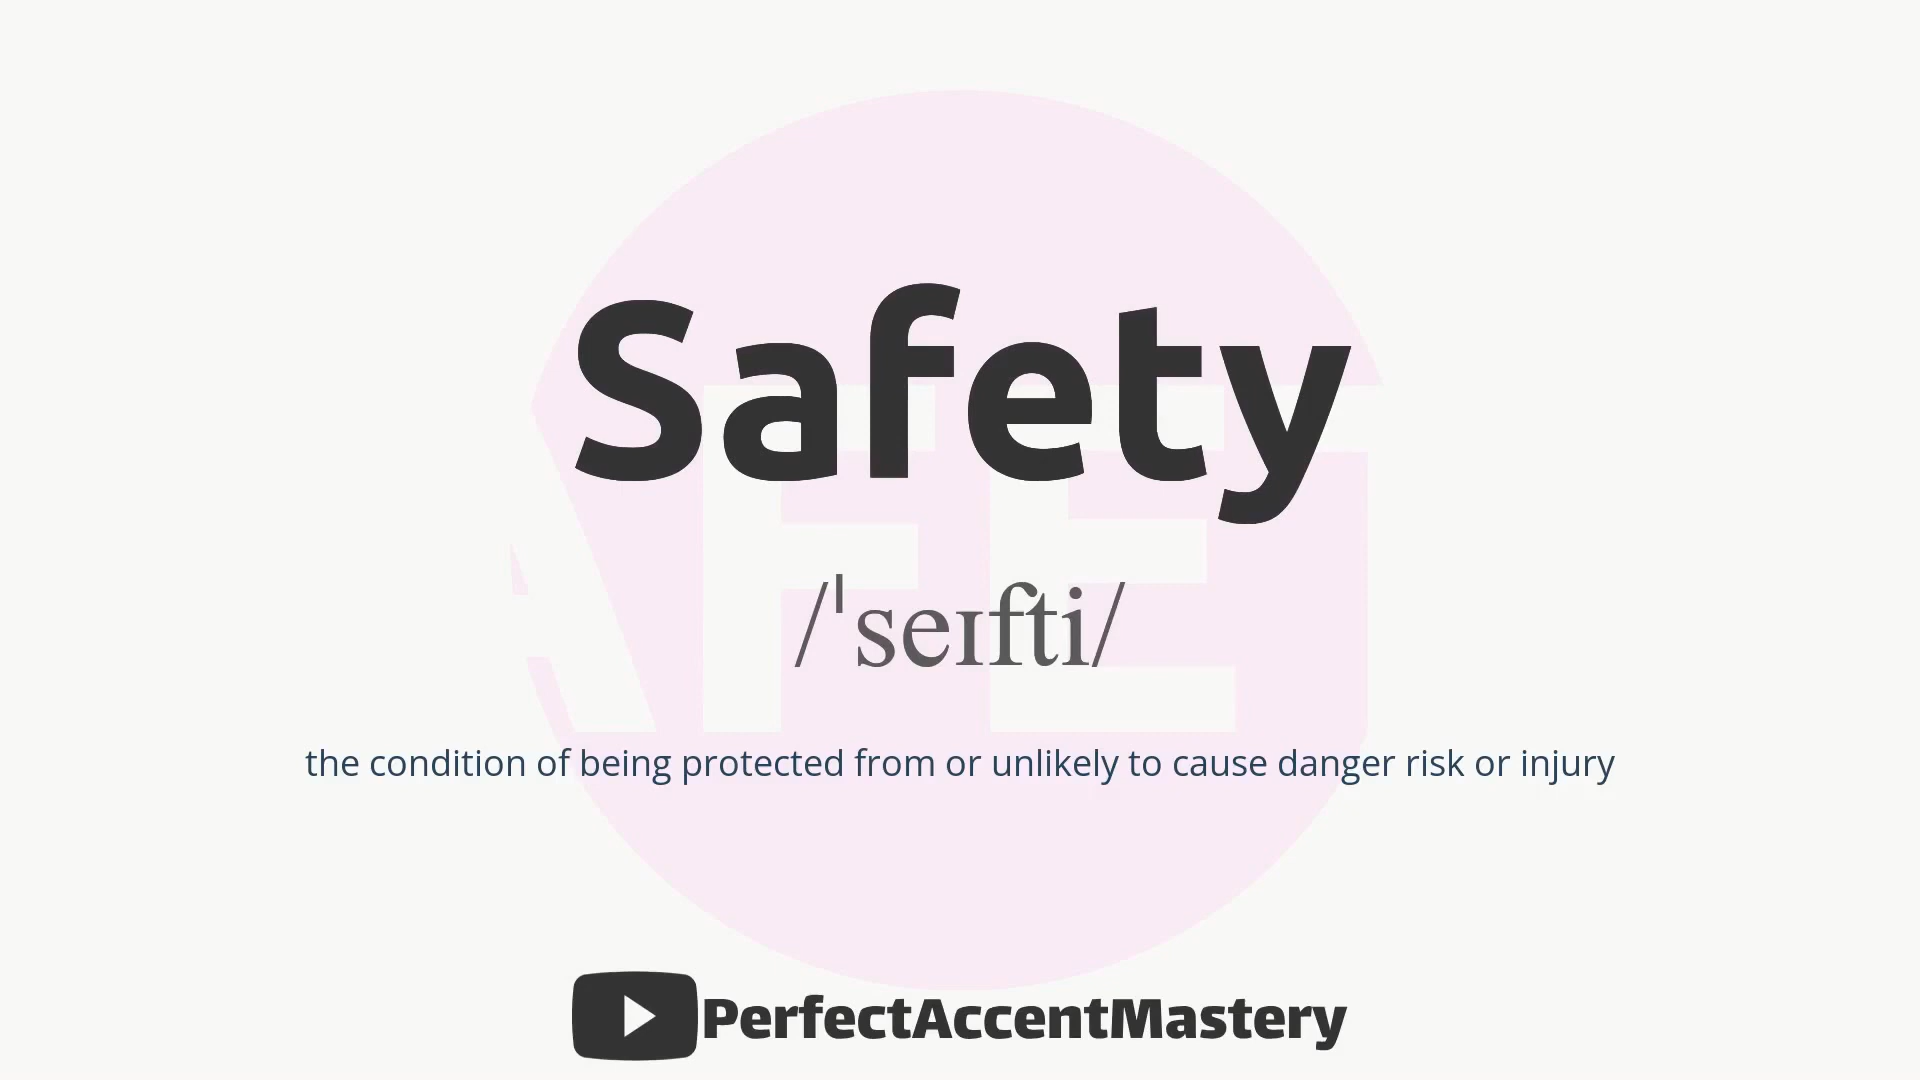 Safety
/ˈseɪfti/
the condition of being protected from or unlikely to cause danger risk or injury
PerfectAccentMastery